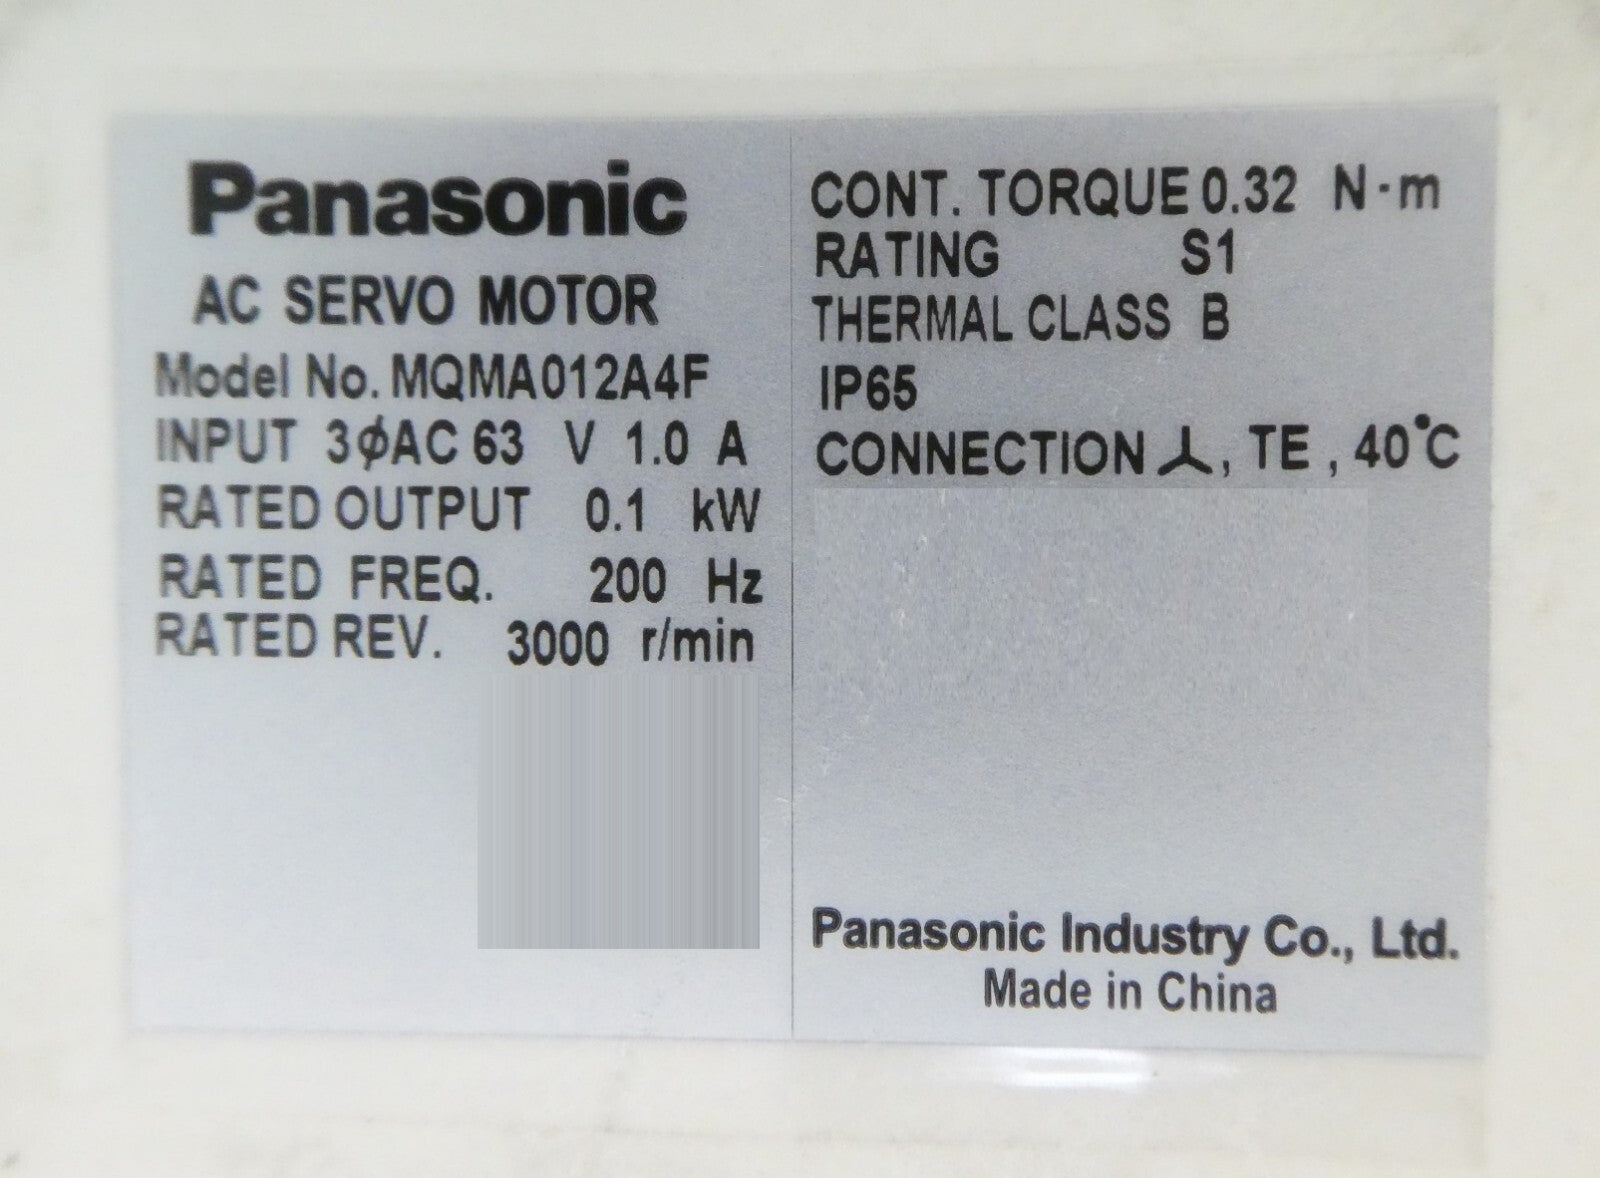 Panasonic
AC SERVO MOTOR
Model No. MQMA012A4F
INPUT 3ϕAC 63 V 1.0 A
RATED OUTPUT 0.1 kW
RATED FREQ. 200 Hz
RATED REV. 3000 r/min
CONT. TORQUE 0.32 N·m
RATING S1
THERMAL CLASS B
IP65
CONNECTION ⅄, TE, 40°C
Panasonic Industry Co., Ltd.
Made in China